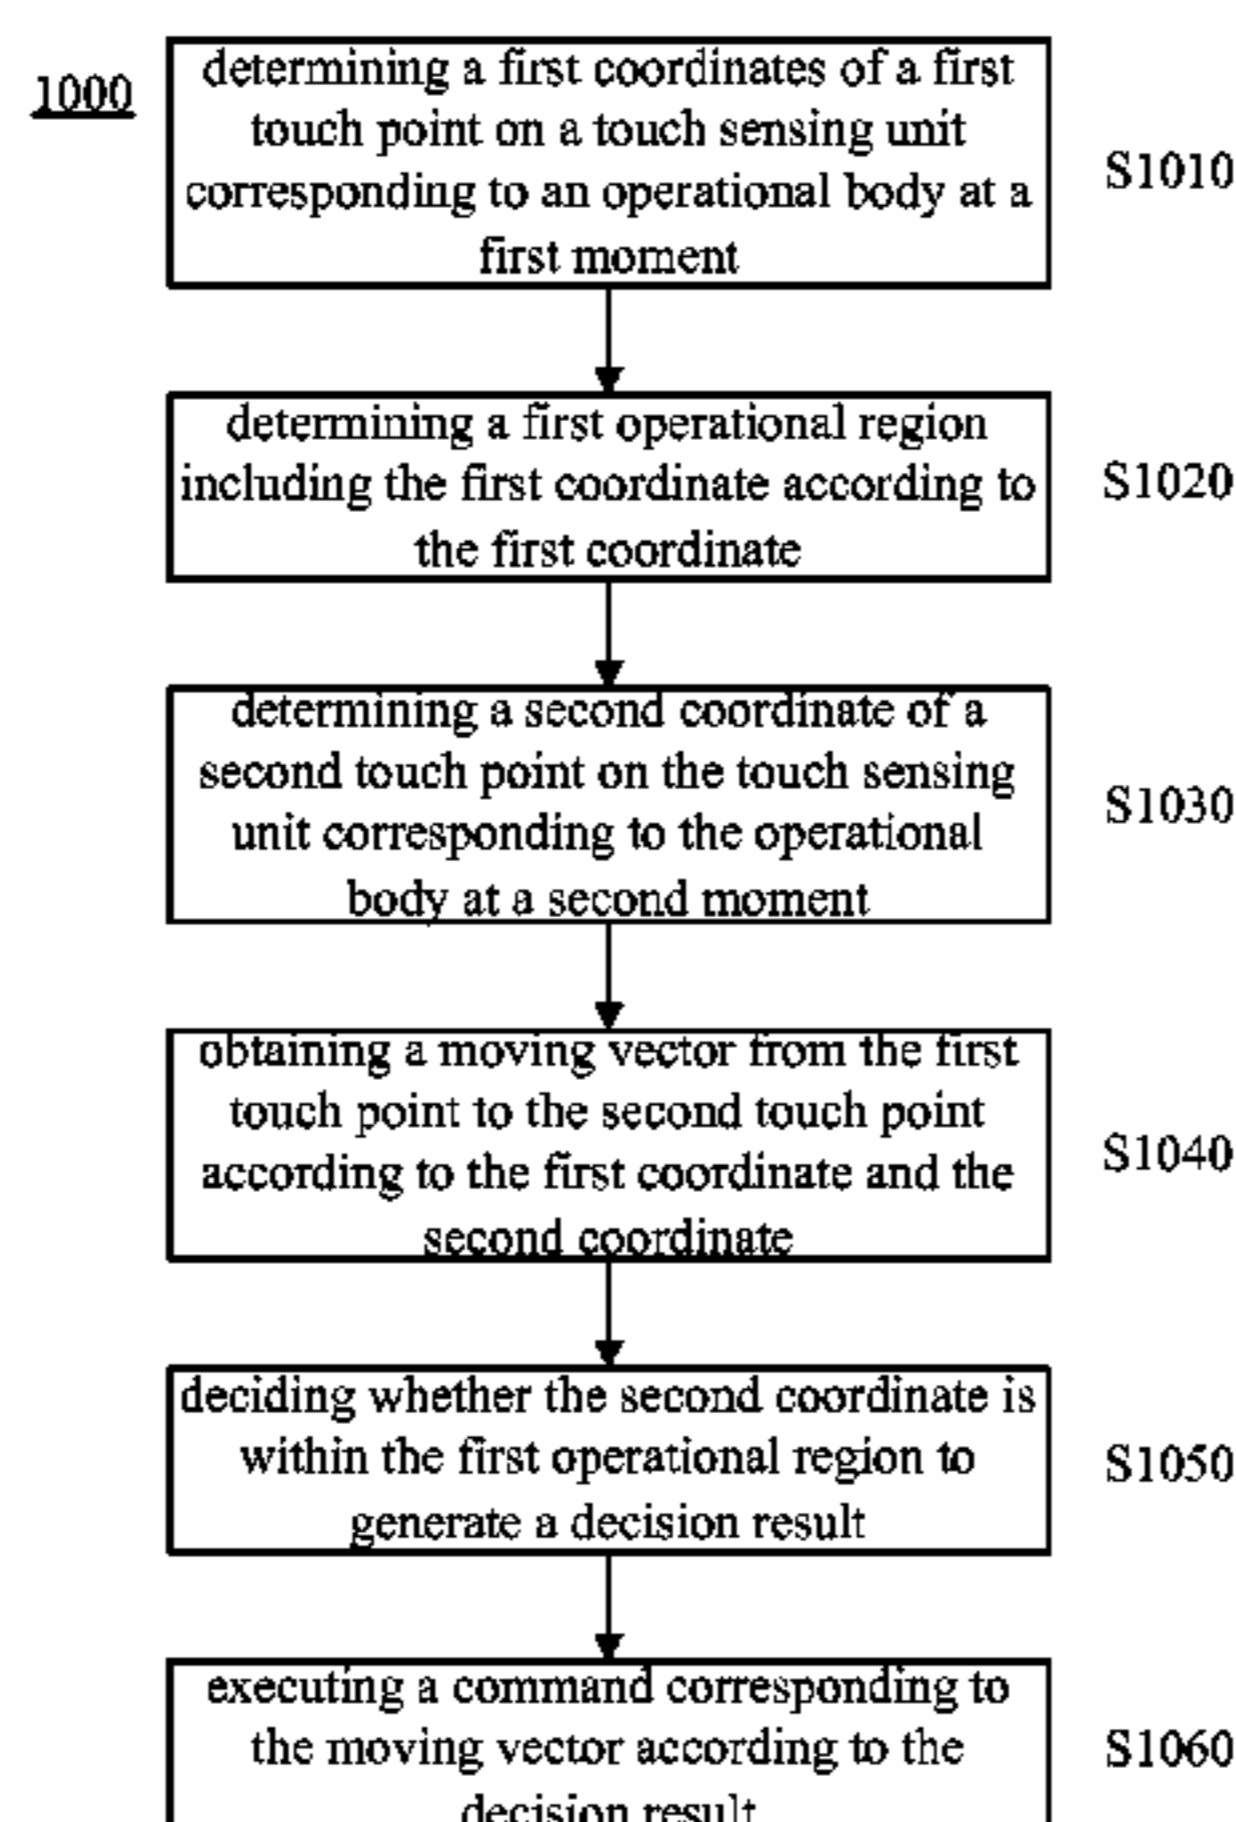 1000
determining a first coordinates of a first
touch point on a touch sensing unit
corresponding to an operational body at a
first moment
S1010
determining a first operational region
including the first coordinate according to
the first coordinate
S1020
determining a second coordinate of a
second touch point on the touch sensing
unit corresponding to the operational
body at a second moment
S1030
obtaining a moving vector from the first
touch point to the second touch point
according to the first coordinate and the
second coordinate
S1040
deciding whether the second coordinate is
within the first operational region to
generate a decision result
S1050
executing a command corresponding to
the moving vector according to the
decision result
S1060